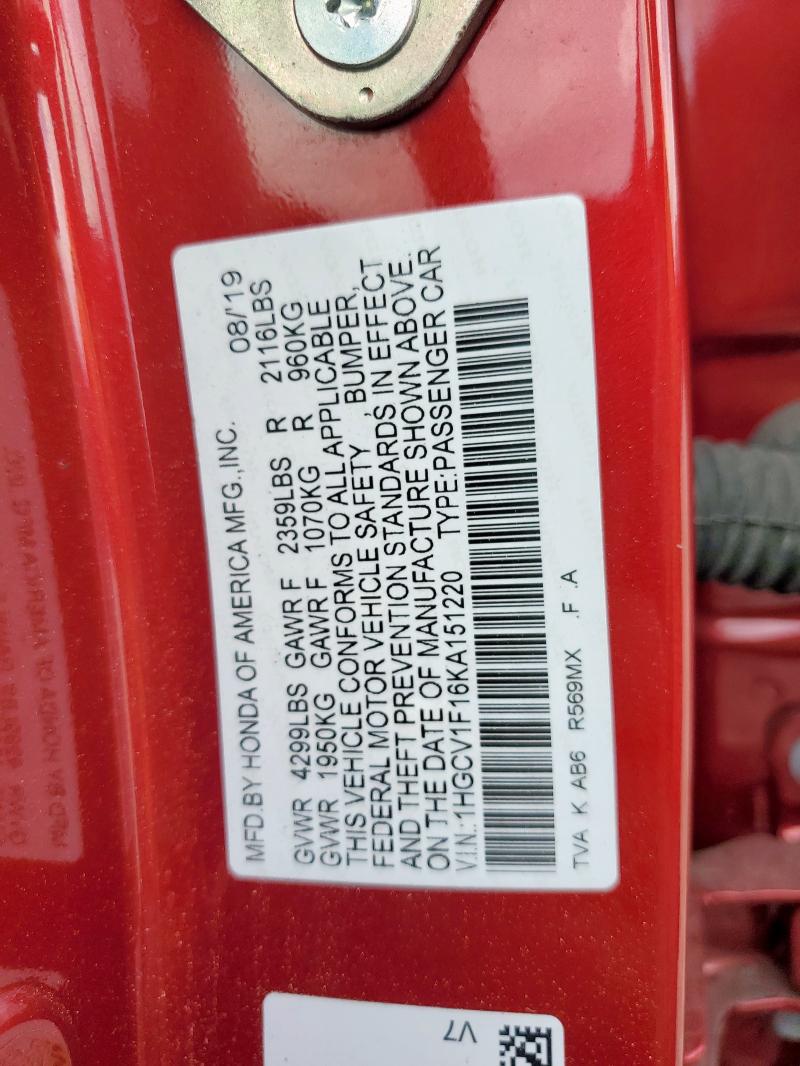 MFD.BY HONDA OF AMERICA MFG.,INC. 08/'19
GVWR 4299LBS GAWR F 2359LBS R 2116LBS
GVWR 1950KG GAWR F 1070KG R 960KG
THIS VEHICLE CONFORMS TO ALL APPLICABLE
FEDERAL MOTOR VEHICLE SAFETY, BUMPER,
AND THEFT PREVENTION STANDARDS, IN EFFECT
ON THE DATE OF MANUFACTURE SHOWN ABOVE.
V.I.N.:1HGCV1F16KA151220 TYPE:PASSENGER CAR
TVA K AB6 R569MX .F .A
V7